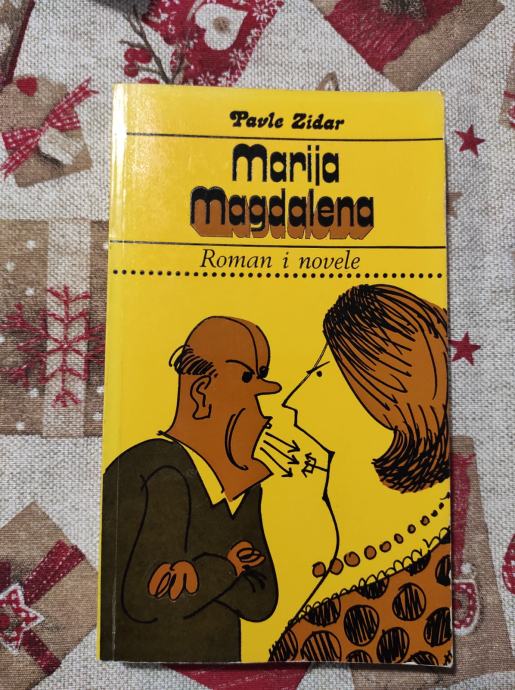 Pavle Zidar
Marija
Magdalena
Roman i novele